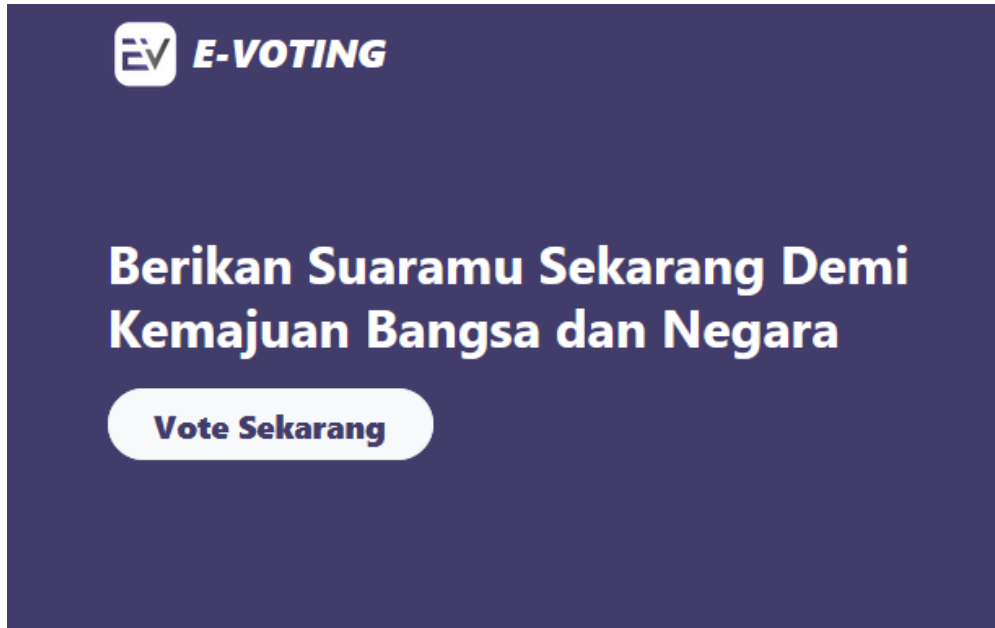 EV E-VOTING
Berikan Suaramu Sekarang Demi
Kemajuan Bangsa dan Negara
Vote Sekarang